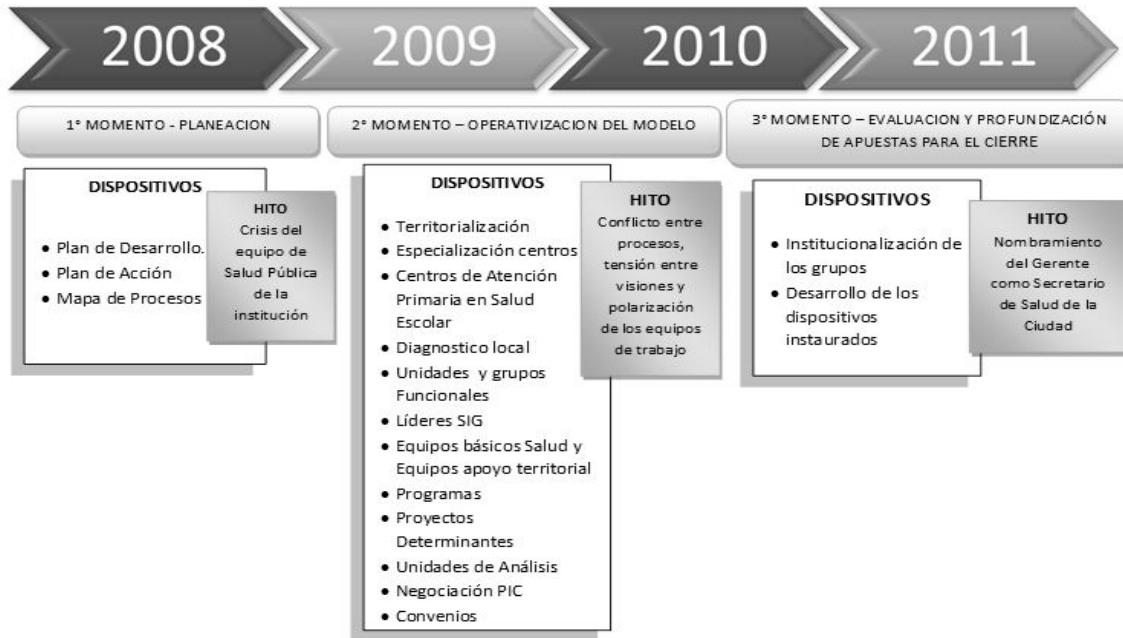 2008
2009
2010
2011
1° MOMENTO - PLANEACION
2° MOMENTO – OPERATIVIZACION DEL MODELO
3° MOMENTO – EVALUACION Y PROFUNDIZACIÓN
DE APUESTAS PARA EL CIERRE
DISPOSITIVOS
• Plan de Desarrollo.
• Plan de Acción
• Mapa de Procesos
HITO
Crisis del
equipo de
Salud Pública
de la
institución
DISPOSITIVOS
• Territorialización
• Especialización centros
• Centros de Atención
Primaria en Salud
Escolar
• Diagnostico local
• Unidades y grupos
Funcionales
• Líderes SIG
• Equipos básicos Salud y
Equipos apoyo territorial
• Programas
• Proyectos
Determinantes
• Unidades de Análisis
• Negociación PIC
• Convenios
HITO
Conflicto entre
procesos,
tensión entre
visiones y
polarización
de los equipos
de trabajo
DISPOSITIVOS
• Institucionalización de
los grupos
• Desarrollo de los
dispositivos
instaurados
HITO
Nombramiento
del Gerente
como Secretario
de Salud de la
Ciudad